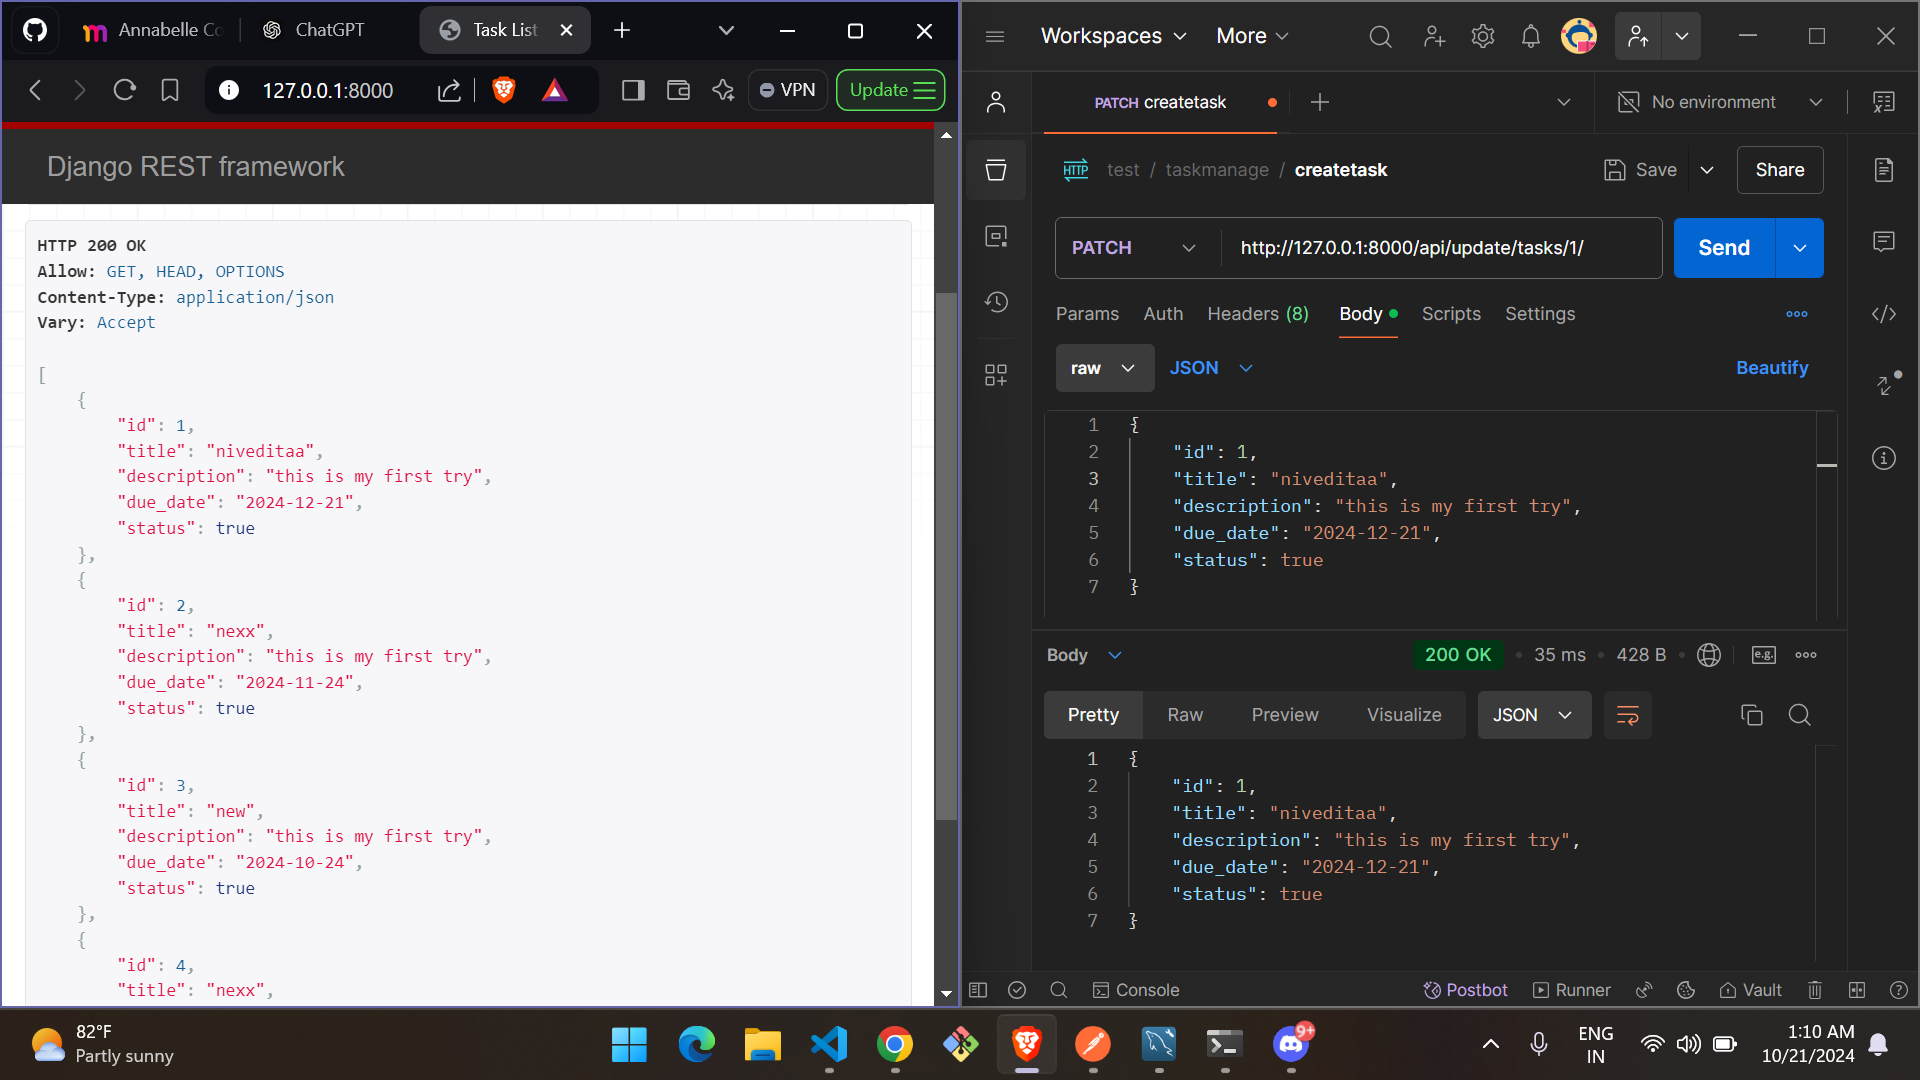 Annabelle Co
ChatGPT
Task List
127.0.0.1:8000
VPN
Update
Django REST framework
HTTP 200 OK
Allow: GET, HEAD, OPTIONS
Content-Type: application/json
Vary: Accept
[
{
"id": 1,
"title": "niveditaa",
"description": "this is my first try",
"due_date": "2024-12-21",
"status": true
},
{
"id": 2,
"title": "nexx",
"description": "this is my first try",
"due_date": "2024-11-24",
"status": true
},
{
"id": 3,
"title": "new",
"description": "this is my first try",
"due_date": "2024-10-24",
"status": true
},
{
"id": 4,
"title": "nexx",
Workspaces
More
PATCH createtask
No environment
HTTP test / taskmanage / createtask
Save
Share
PATCH
http://127.0.0.1:8000/api/update/tasks/1/
Send
Params Auth Headers (8) Body Scripts Settings
raw JSON Beautify
1 {
2 "id": 1,
3 "title": "niveditaa",
4 "description": "this is my first try",
5 "due_date": "2024-12-21",
6 "status": true
7 }
Body 200 OK 35 ms 428 B e.g.
Pretty Raw Preview Visualize JSON
1 {
2 "id": 1,
3 "title": "niveditaa",
4 "description": "this is my first try",
5 "due_date": "2024-12-21",
6 "status": true
7 }
Console Postbot Runner Vault
82°F
Partly sunny
9+
ENG
IN
1:10 AM
10/21/2024